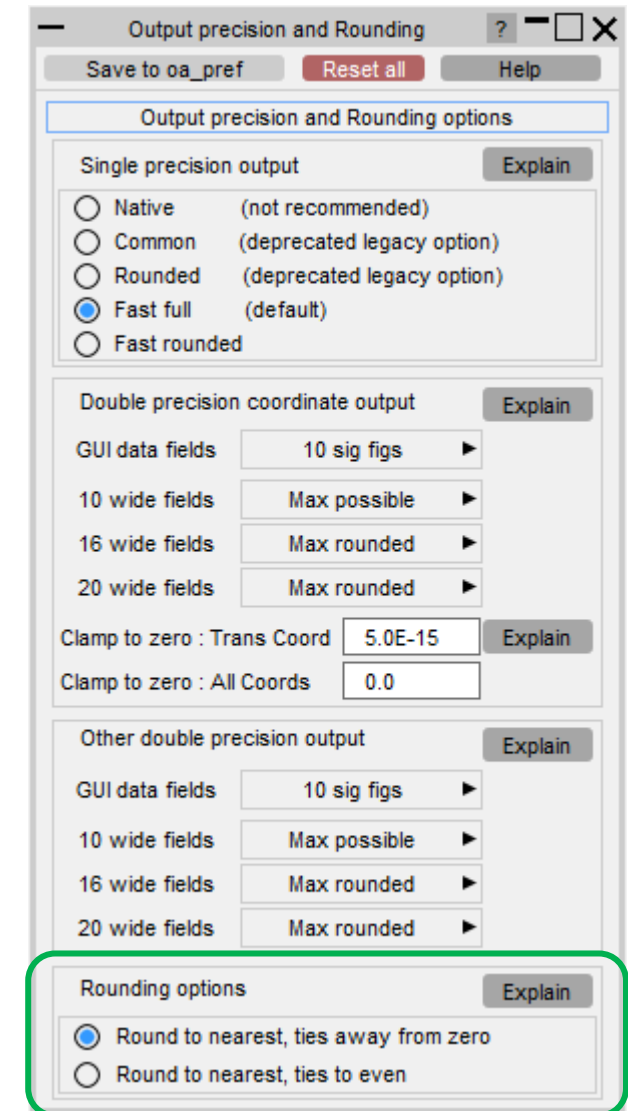 Output precision and Rounding ?
Save to oa_pref Reset all Help
Output precision and Rounding options
Single precision output Explain
Native (not recommended)
Common (deprecated legacy option)
Rounded (deprecated legacy option)
Fast full (default)
Fast rounded
Double precision coordinate output Explain
GUI data fields 10 sig figs
10 wide fields Max possible
16 wide fields Max rounded
20 wide fields Max rounded
Clamp to zero : Trans Coord 5.0E-15 Explain
Clamp to zero : All Coords 0.0
Other double precision output Explain
GUI data fields 10 sig figs
10 wide fields Max possible
16 wide fields Max rounded
20 wide fields Max rounded
Rounding options Explain
Round to nearest, ties away from zero
Round to nearest, ties to even